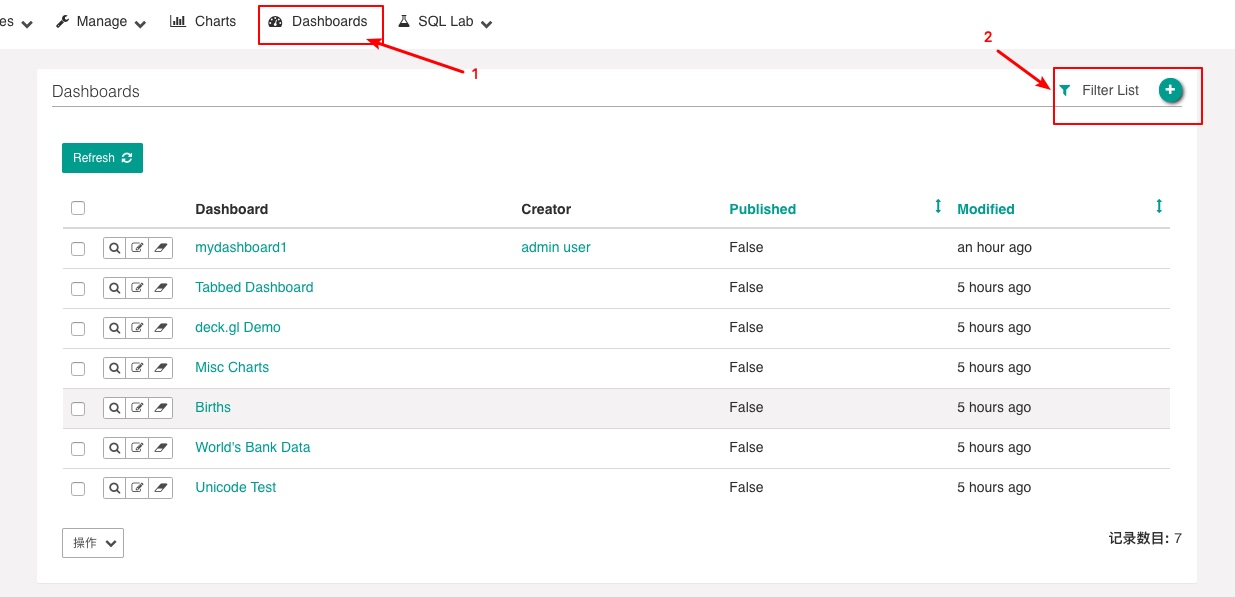 es Manage Charts Dashboards SQL Lab
2
1
Dashboards Filter List
Refresh
Dashboard Creator Published Modified
mydashboard1 admin user False an hour ago
Tabbed Dashboard False 5 hours ago
deck.gl Demo False 5 hours ago
Misc Charts False 5 hours ago
Births False 5 hours ago
World's Bank Data False 5 hours ago
Unicode Test False 5 hours ago
操作 记录数目: 7